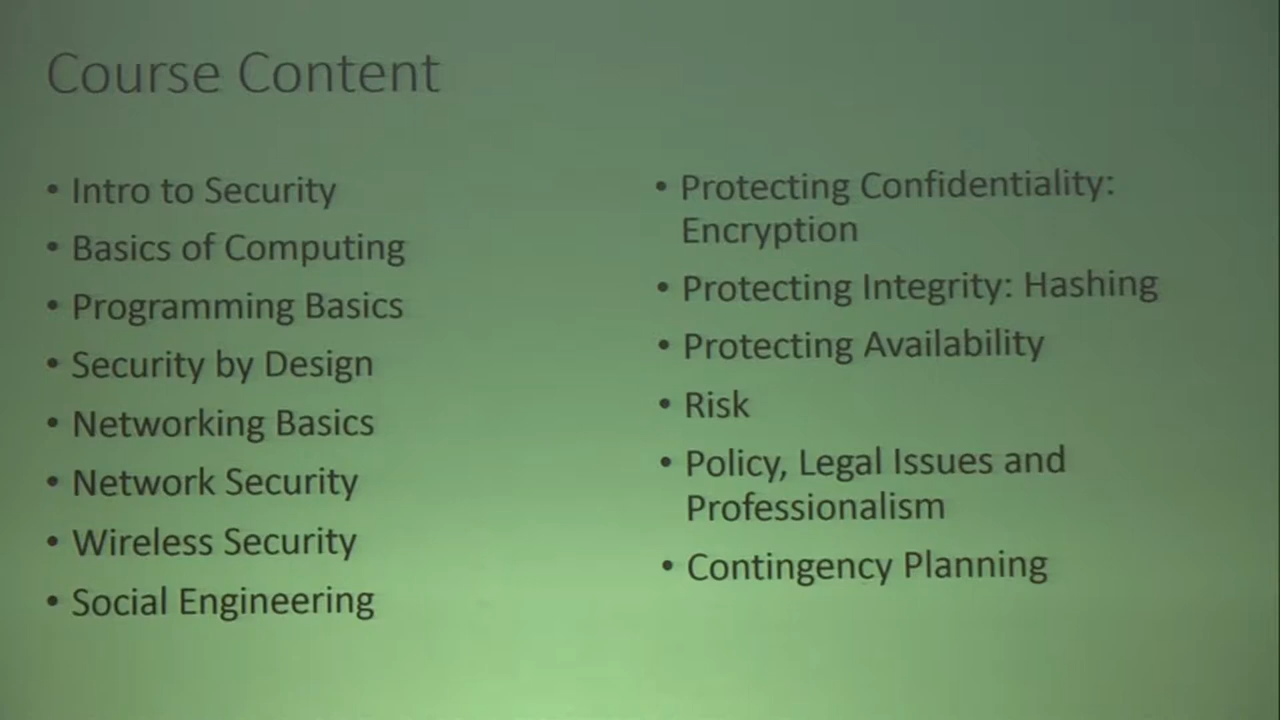 Course Content
• Intro to Security
• Basics of Computing
• Programming Basics
• Security by Design
• Networking Basics
• Network Security
• Wireless Security
• Social Engineering
• Protecting Confidentiality:
Encryption
• Protecting Integrity: Hashing
• Protecting Availability
• Risk
• Policy, Legal Issues and
Professionalism
• Contingency Planning